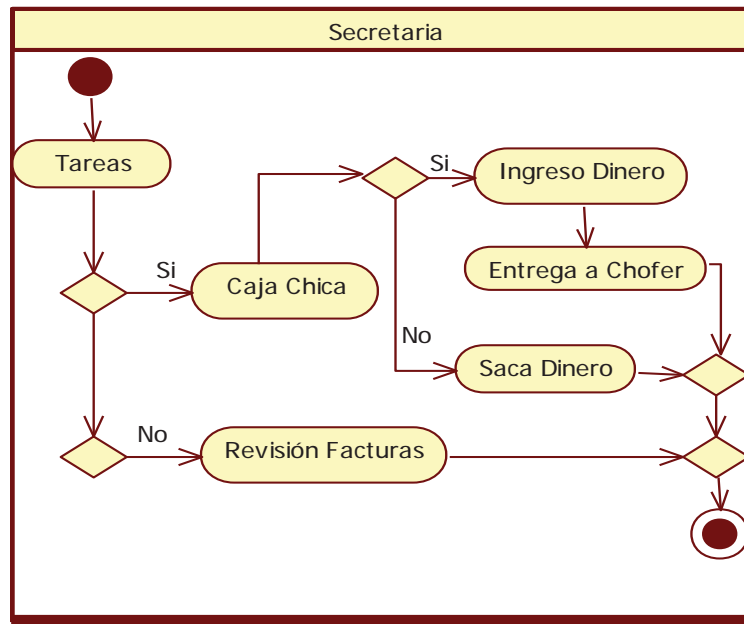 Secretaria
Tareas
Si
Ingreso Dinero
Si
Caja Chica
Entrega a Chofer
No
Saca Dinero
No
Revisión Facturas